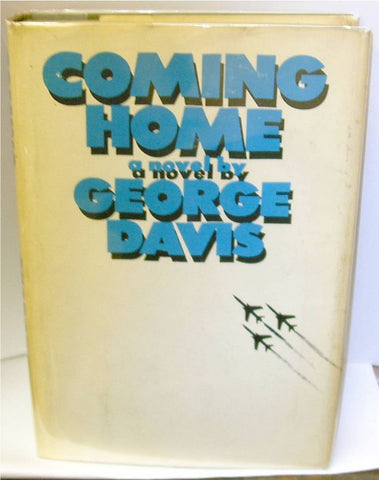 COMING
HOME
a novel by
GEORGE
DAVIS